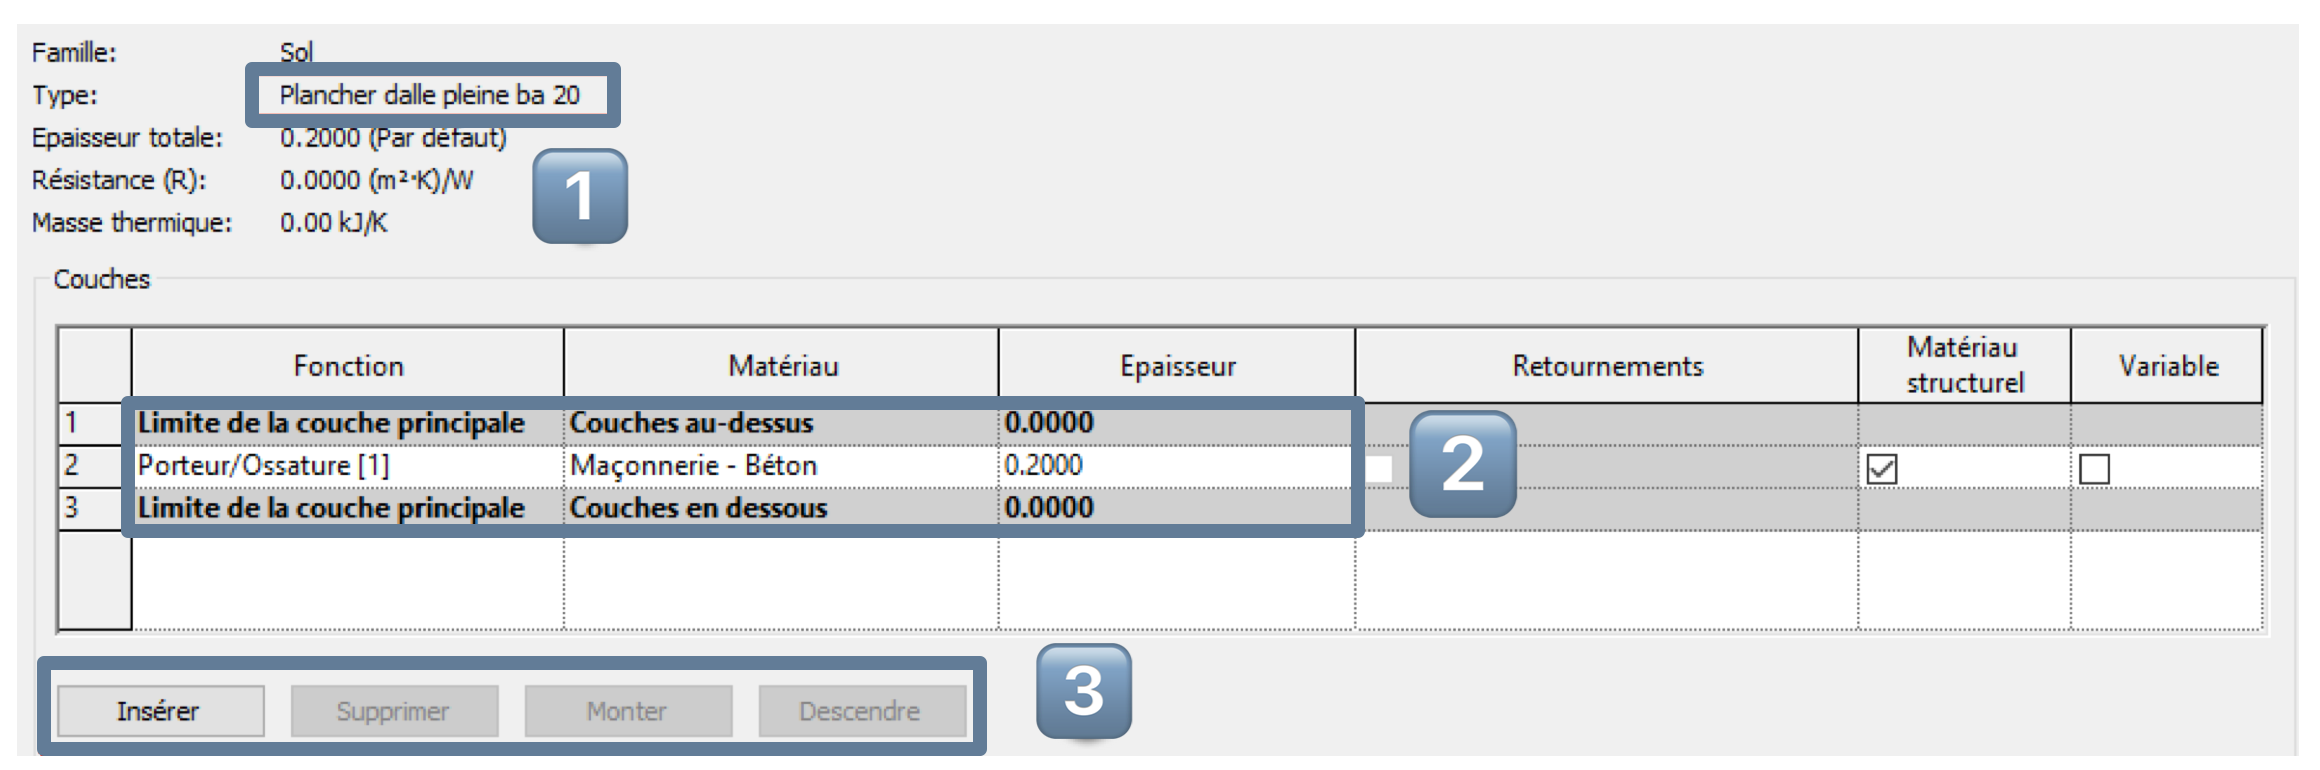 Famille: Sol
Type: Plancher dalle pleine ba 20
Epaisseur totale: 0.2000 (Par défaut)
Résistance (R): 0.0000 (m²·K)/W
1
Masse thermique: 0.00 kJ/K
Couches
Fonction Matériau Epaisseur Retournements Matériau structurel Variable
1 Limite de la couche principale Couches au-dessus 0.0000
2 Porteur/Ossature [1] Maçonnerie - Béton 0.2000
2
3 Limite de la couche principale Couches en dessous 0.0000
Insérer Supprimer Monter Descendre
3